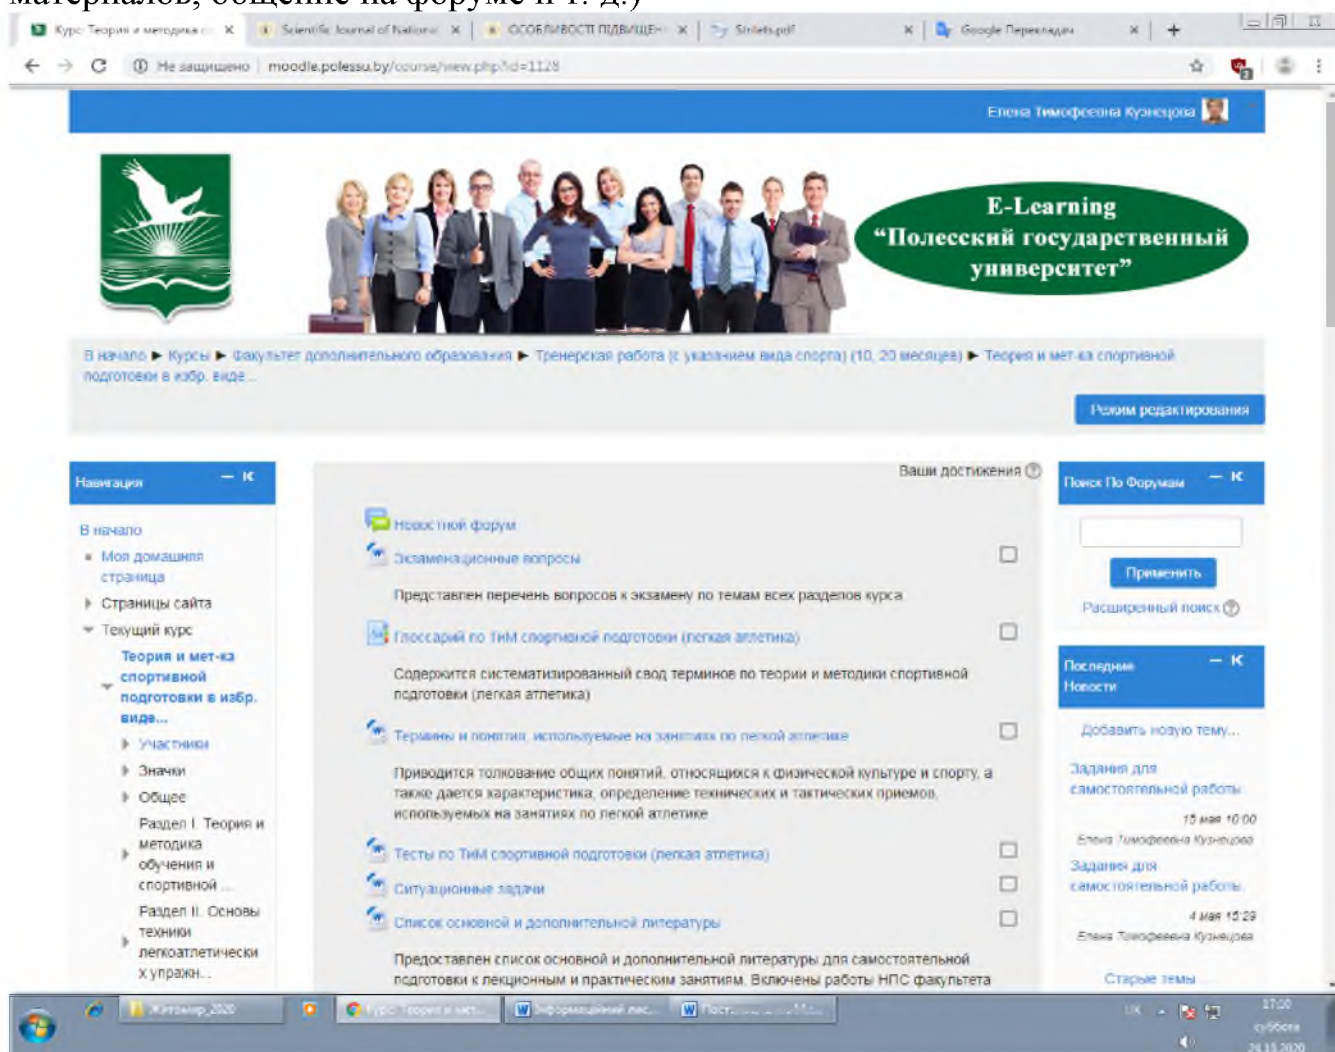 материалов, общение на форуме и т. д.)
Курс: Теория и методика
Scientific Journal of National
ОСОБЛИВОСТІ ПІДВИЩЕН
Sintets.pdf
Google Переклад
Не защищено | moodle.polessu.by/course/view.php?id=1128
Елена Тимофеевна Кузнецова
E-Learning
“Полесский государственный
университет”
В начало ► Курсы ► Факультет дополнительного образования ► Тренерская работа (с указанием вида спорта) (10, 20 месяцев) ► Теория и мет-ка спортивной
подготовки в избр. виде...
Режим редактирования
Навигация
В начало
Моя домашняя
страница
Страницы сайта
Текущий курс
Теория и мет-ка
спортивной
подготовки в избр.
виде...
Участники
Значки
Общее
Раздел I. Теория и
методика
обучения и
спортивной ...
Раздел II. Основы
техники
легкоатлетически
х упражн...
Ваши достижения
Новостной форум
Экзаменационные вопросы
Представлен перечень вопросов к экзамену по темам всех разделов курса
Глоссарий по ТиМ спортивной подготовки (легкая атлетика)
Содержится систематизированный свод терминов по теории и методики спортивной
подготовки (легкая атлетика)
Термины и понятия, используемые на занятиях по легкой атлетике
Приводится толкование общих понятий, относящихся к физической культуре и спорту, а
также дается характеристика, определение технических и тактических приемов,
используемых на занятиях по легкой атлетике
Тесты по ТиМ спортивной подготовки (легкая атлетика)
Ситуационные задачи
Список основной и дополнительной литературы
Предоставлен список основной и дополнительной литературы для самостоятельной
подготовки к лекционным и практическим занятиям. Включены работы НПС факультета
Поиск По Форумам
Применить
Расширенный поиск
Последние
Новости
Добавить новую тему...
Задания для
самостоятельной работы
15 мая 10:00
Елена Тимофеевна Кузнецова
Задания для
самостоятельной работы.
4 мая 15:29
Елена Тимофеевна Кузнецова
Старые темы
Житомир_2020
Курс: Теория и мет...
Інформаційний лис...
UK
17:10
суббота